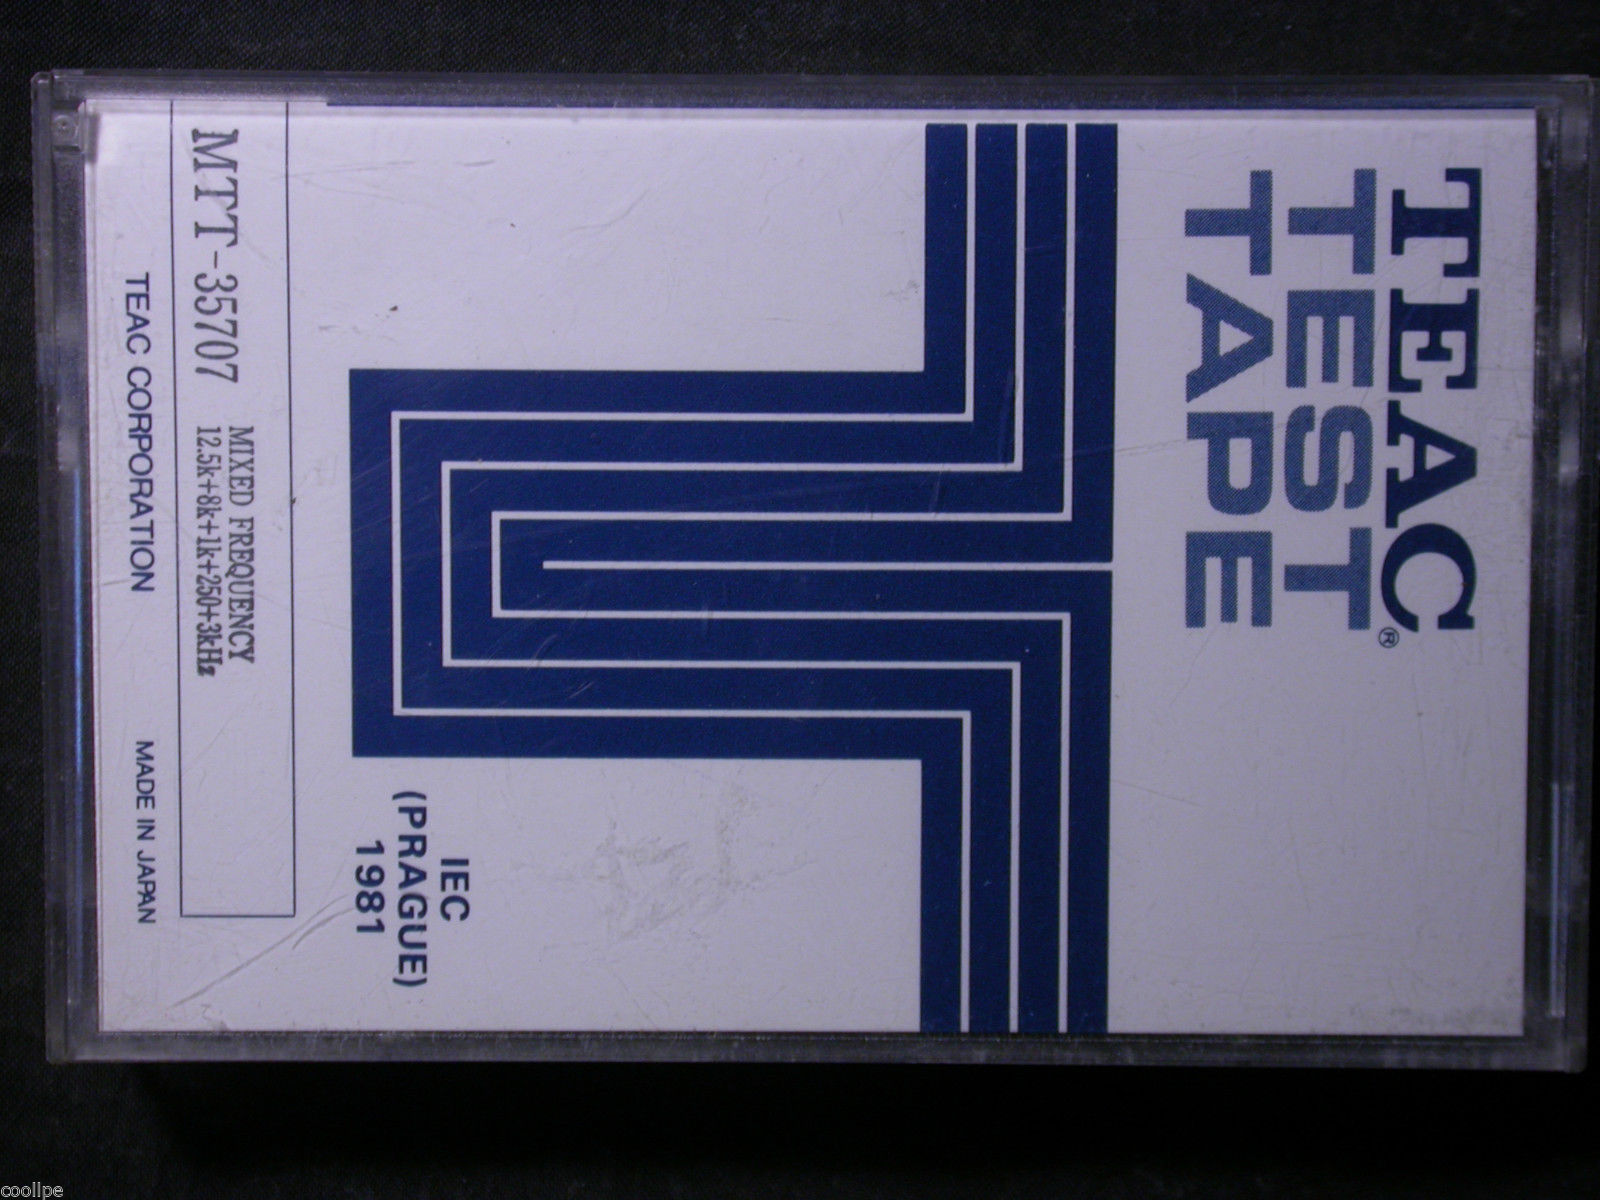 TEAC®
TEST
TAPE
IEC
(PRAGUE)
1981
MTT-35707
MIXED FREQUENCY
12.5k+8k+1k+250+3kHz
TEAC CORPORATION
MADE IN JAPAN
coollpe